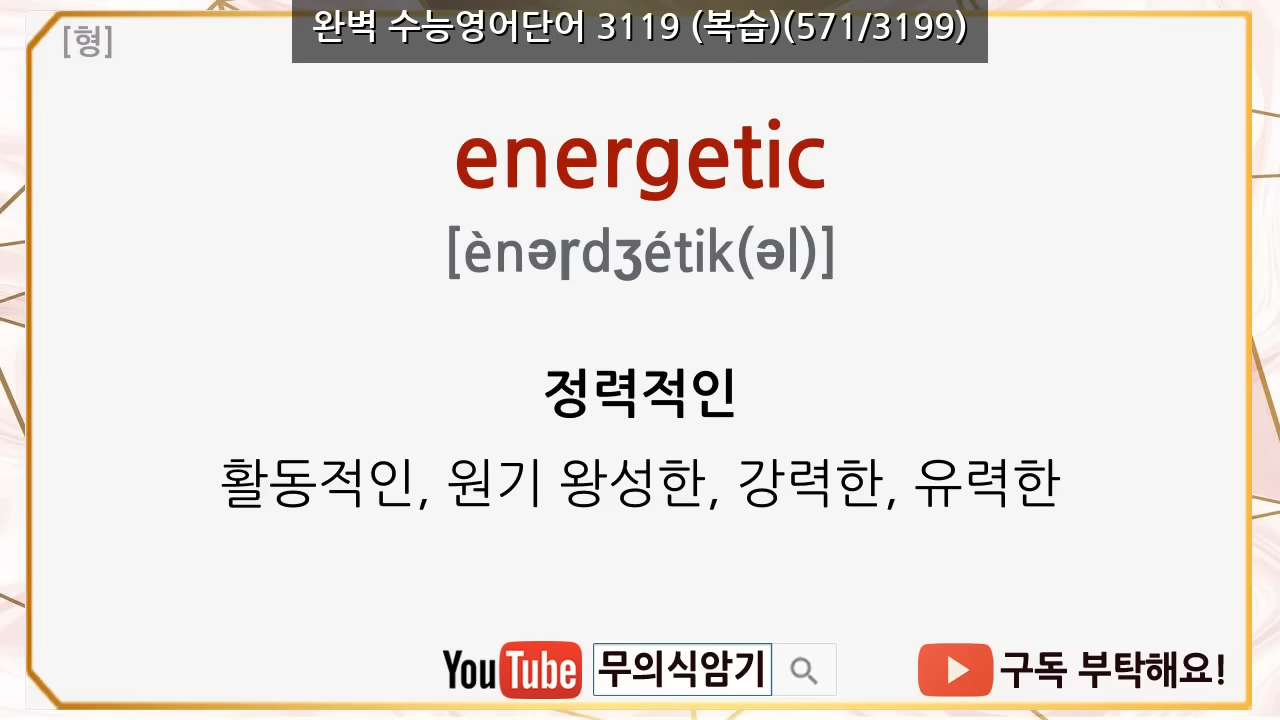 완벽 수능영어단어 3119 (복습)(571/3199)
[형]
energetic
[ènəɼdʒétik(əl)]
정력적인
활동적인, 원기 왕성한, 강력한, 유력한
YouTube 무의식암기 구독 부탁해요!